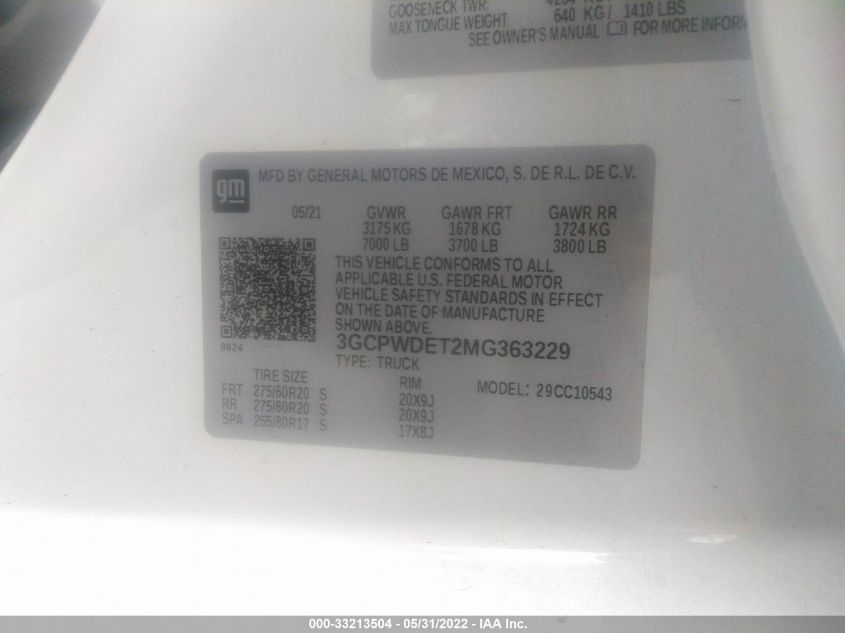 GOOSENECK TWR:
MAX TONGUE WEIGHT 640 KG/ 1410 LBS
SEE OWNER'S MANUAL FOR MORE
gm MFD BY GENERAL MOTORS DE MEXICO, S. DE R.L. DE C.V.
05/21 GVWR GAWR FRT GAWR RR
3175 KG 1678 KG 1724 KG
7000 LB 3700 LB 3800 LB
THIS VEHICLE CONFORMS TO ALL
APPLICABLE U.S. FEDERAL MOTOR
VEHICLE SAFETY STANDARDS IN EFFECT
ON THE DATE OF MANUFACTURE
SHOWN ABOVE.
8624 3GCPWDET2MG363229
TYPE: TRUCK
TIRE SIZE RIM MODEL: 29CC10543
FRT 275/60R20 S 20X9J
RR 275/60R20 S 20X9J
SPA 255/80R17 S 17X8J
000-33213504 - 05/31/2022 - IAA Inc.